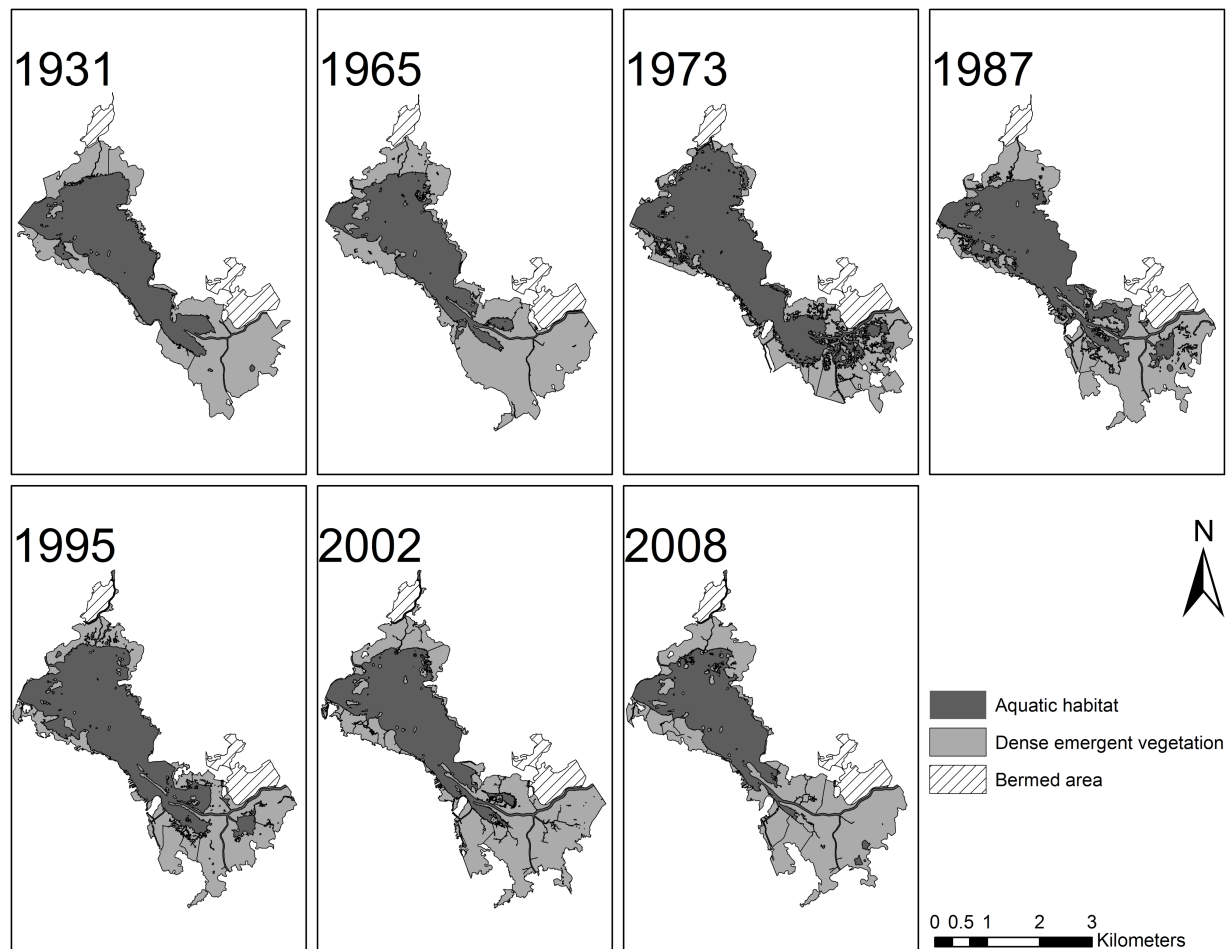 1931
1965
1973
1987
1995
2002
2008
N
Aquatic habitat
Dense emergent vegetation
Bermed area
0 0.5 1 2 3
Kilometers